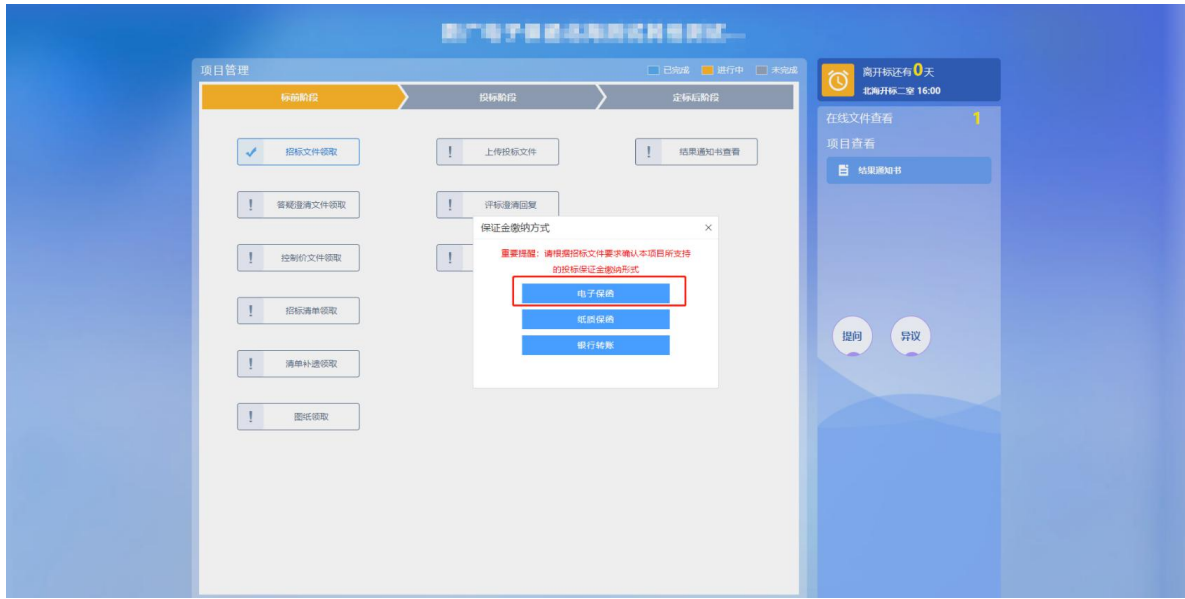 项目管理
已完成 进行中 未完成
标前阶段 投标阶段 定标后阶段
招标文件领取 上传投标文件 结果通知书查看
答疑澄清文件领取 评标澄清回复
控制价文件领取
招标清单领取
清单补遗领取
图纸领取
保证金缴纳方式
重要提醒：请根据招标文件要求确认本项目所支持
的投标保证金缴纳形式
电子保函
纸质保函
银行转账
离开标还有0天
北海开标二室 16:00
在线文件查看 1
项目查看
结果通知书
提问 异议